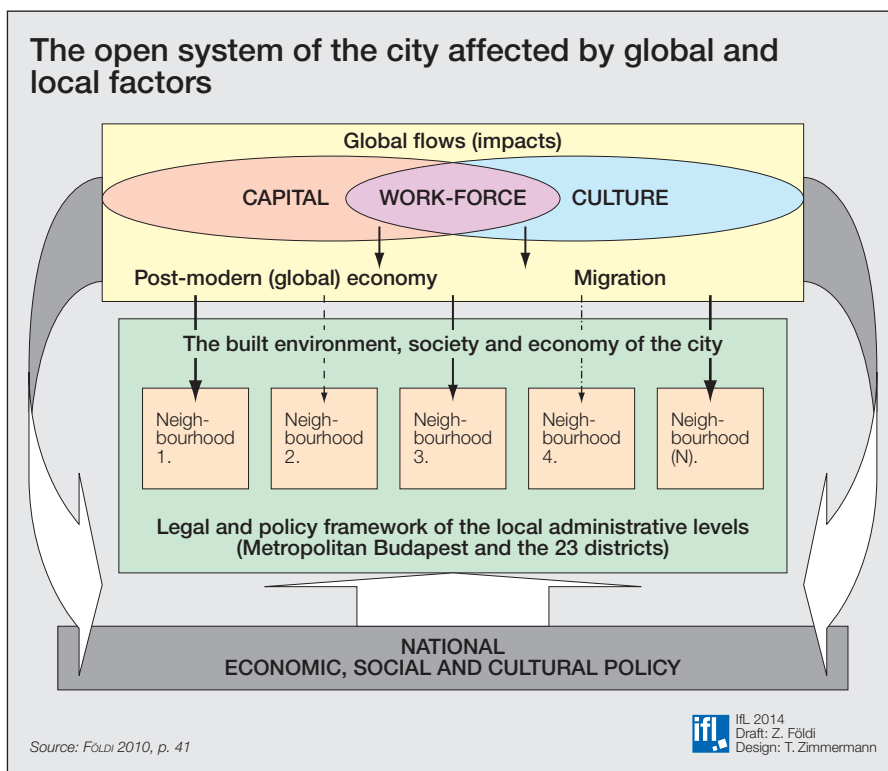 The open system of the city affected by global and
local factors
Global flows (impacts)
CAPITAL WORK-FORCE CULTURE
Post-modern (global) economy Migration
The built environment, society and economy of the city
Neigh-
bourhood
1.
Neigh-
bourhood
2.
Neigh-
bourhood
3.
Neigh-
bourhood
4.
Neigh-
bourhood
(N).
Legal and policy framework of the local administrative levels
(Metropolitan Budapest and the 23 districts)
NATIONAL
ECONOMIC, SOCIAL AND CULTURAL POLICY
Source: FÖLDI 2010, p. 41
ifl
IfL 2014
Draft: Z. Földi
Design: T. Zimmermann